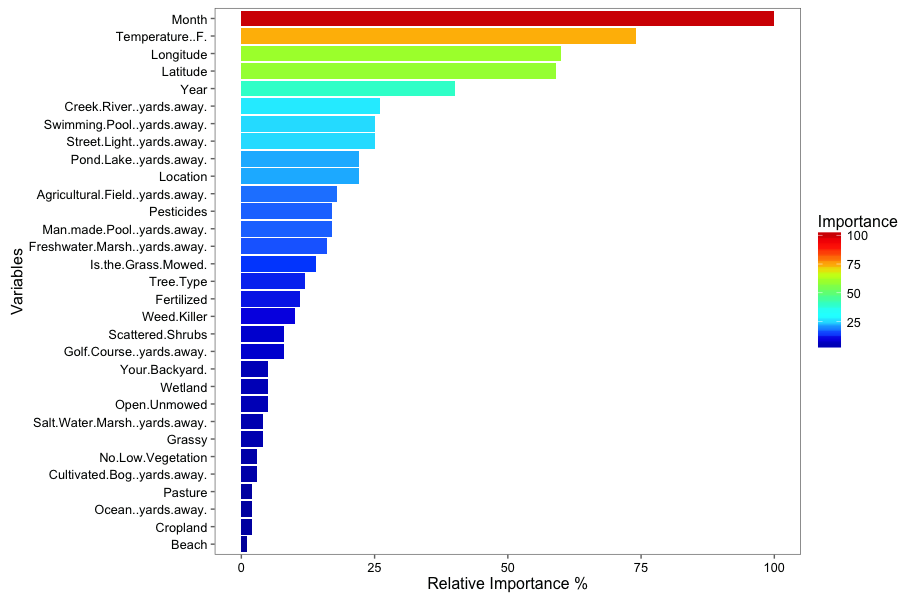 Month
Temperature..F.
Longitude
Latitude
Year
Creek.River..yards.away.
Swimming.Pool..yards.away.
Street.Light..yards.away.
Pond.Lake..yards.away.
Location
Agricultural.Field..yards.away.
Pesticides
Man.made.Pool..yards.away.
Freshwater.Marsh..yards.away.
Is.the.Grass.Mowed.
Tree.Type
Fertilized
Weed.Killer
Scattered.Shrubs
Golf.Course..yards.away.
Your.Backyard.
Wetland
Open.Unmowed
Salt.Water.Marsh..yards.away.
Grassy
No.Low.Vegetation
Cultivated.Bog..yards.away.
Pasture
Ocean..yards.away.
Cropland
Beach
Variables
0 25 50 75 100
Relative Importance %
Importance
100
75
50
25